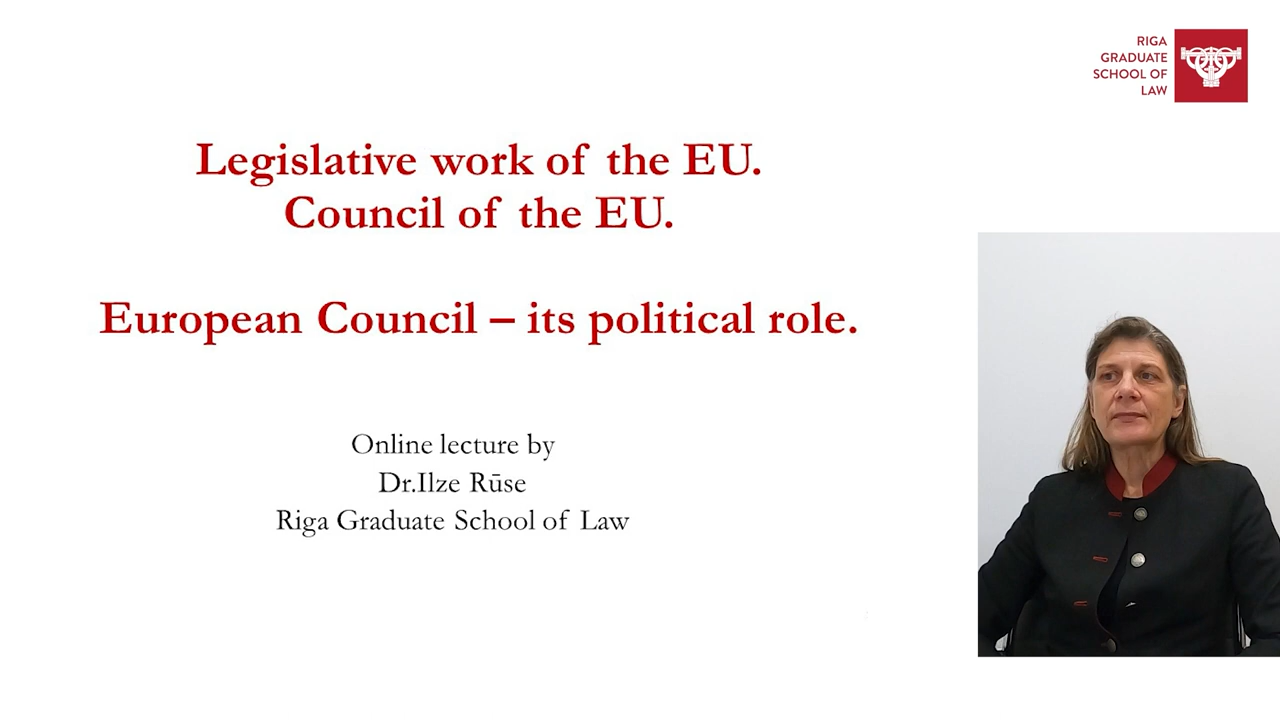 RIGA
GRADUATE
SCHOOL OF
LAW
Legislative work of the EU.
Council of the EU.
European Council – its political role.
Online lecture by
Dr.Ilze Rūse
Riga Graduate School of Law